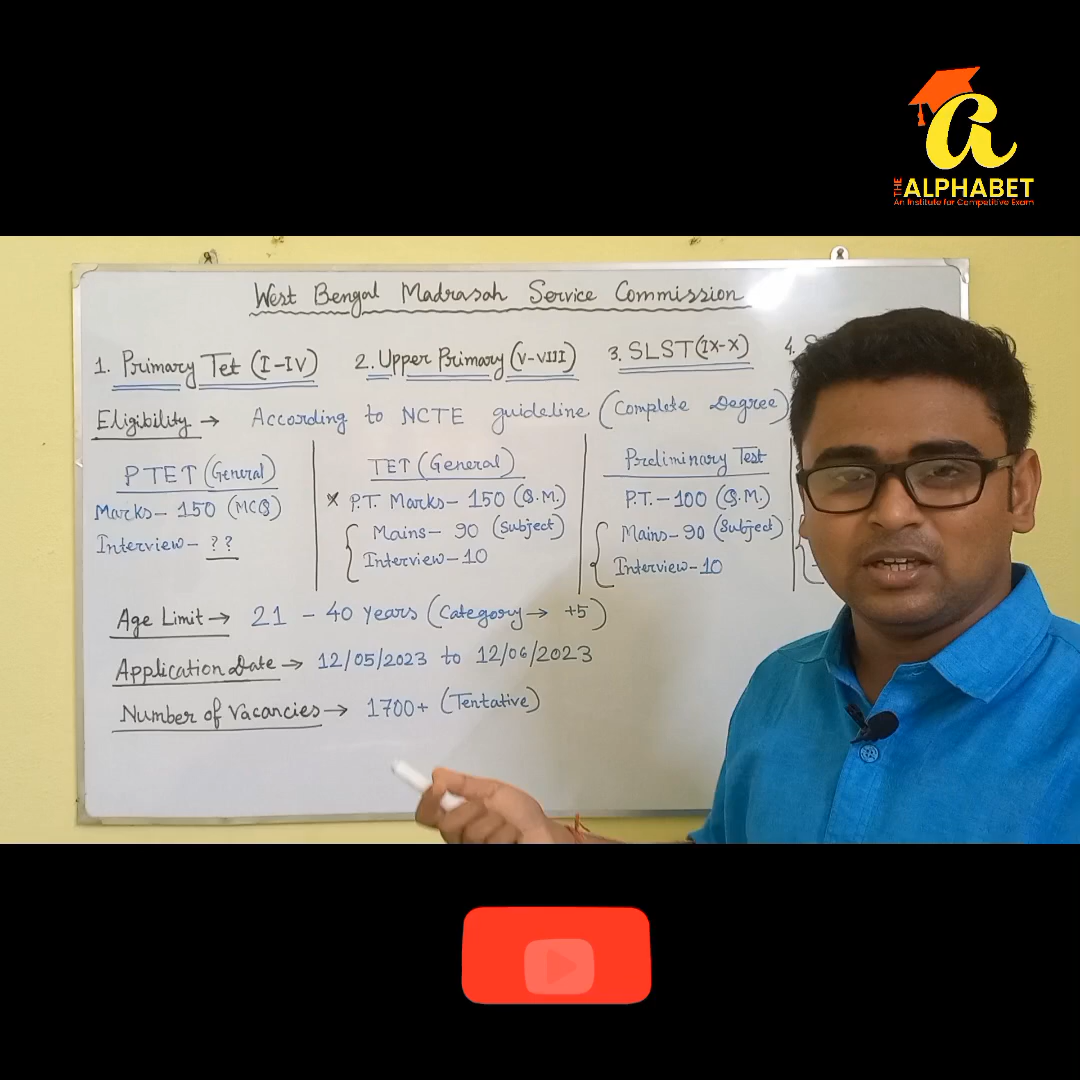 a
THE ALPHABET
An Institute for Competitive Exam
West Bengal Madrasah Service Commission
1. Primary Tet (I-IV) 2. Upper Primary (V-VIII) 3. SLST (IX-X) 4. S
Eligibility → According to NCTE guideline (Complete Degree)
PTET (General)
Marks- 150 (MCQ)
Interview- ??
TET (General)
x P.T. Marks- 150 (Q.M.)
Mains- 90 (Subject)
Interview-10
Preliminary Test
P.T.-100 (Q.M.)
Mains-90 (Subject)
Interview-10
Age Limit → 21 - 40 years (Category → +5)
Application Date → 12/05/2023 to 12/06/2023
Number of Vacancies → 1700+ (Tentative)